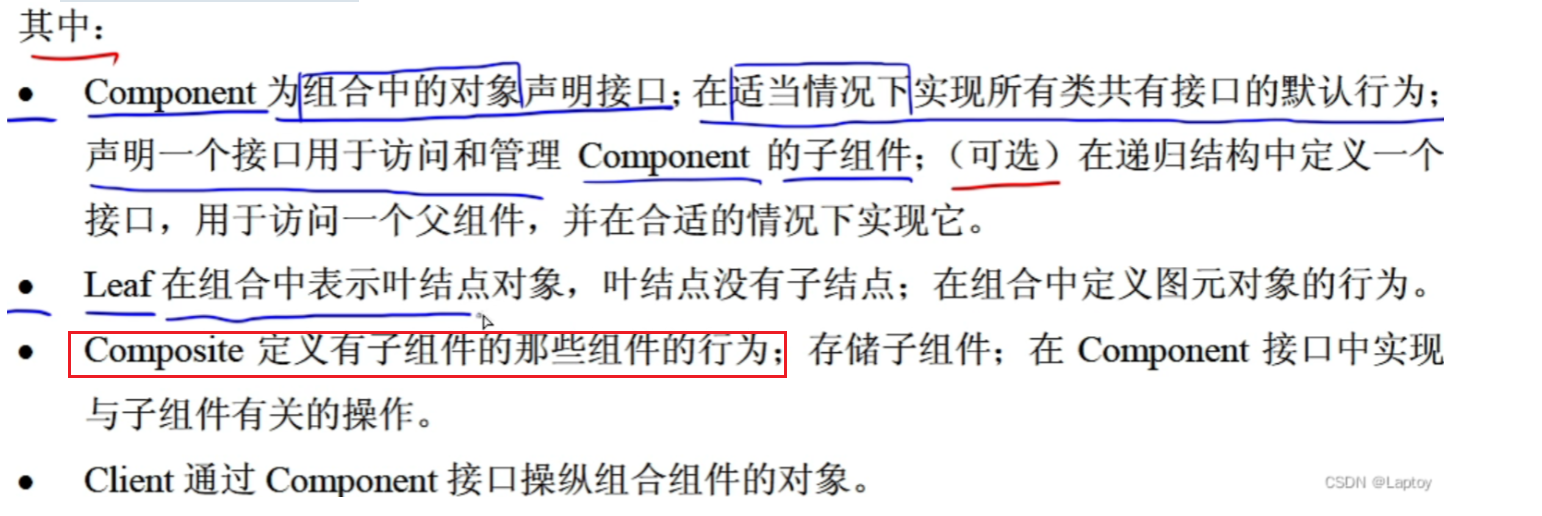 其中：
● Component 为组合中的对象声明接口；在适当情况下实现所有类共有接口的默认行为；
声明一个接口用于访问和管理 Component 的子组件；（可选）在递归结构中定义一个
接口，用于访问一个父组件，并在合适的情况下实现它。
● Leaf 在组合中表示叶结点对象，叶结点没有子结点；在组合中定义图元对象的行为。
● Composite 定义有子组件的那些组件的行为；存储子组件；在 Component 接口中实现
与子组件有关的操作。
● Client 通过 Component 接口操纵组合组件的对象。
CSDN @Laptoy